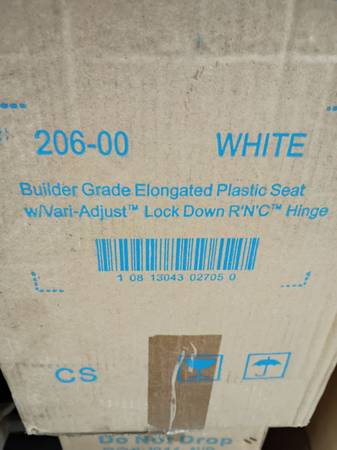 206-00 WHITE
Builder Grade Elongated Plastic Seat
w/Vari-Adjust™ Lock Down R'N'C™ Hinge
1 08 13043 02705 0
CS
Do Not Drop